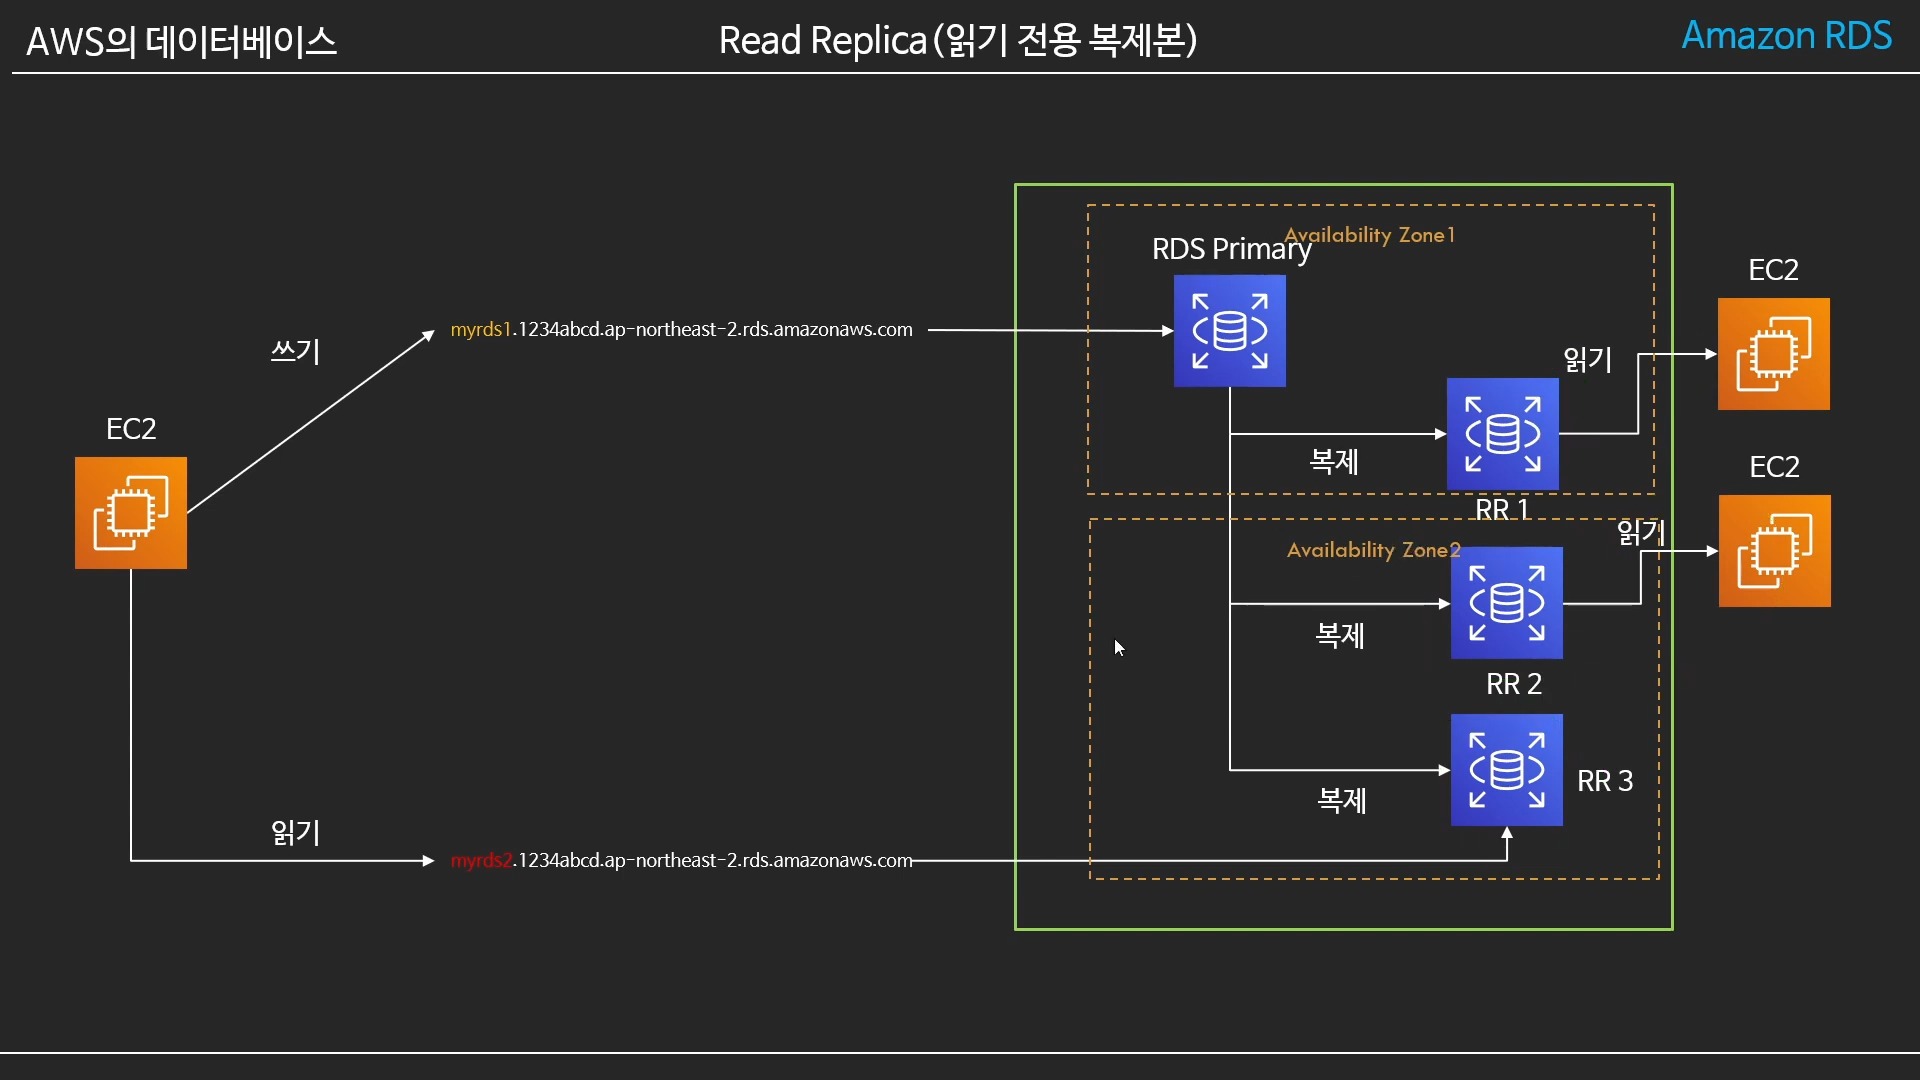 AWS의 데이터베이스
Read Replica(읽기 전용 복제본)
Amazon RDS
Availability Zone1
RDS Primary
EC2
쓰기
myrds1.1234abcd.ap-northeast-2.rds.amazonaws.com
읽기
EC2
복제
RR 1
EC2
읽기
Availability Zone2
복제
RR 2
RR 3
복제
읽기
myrds2.1234abcd.ap-northeast-2.rds.amazonaws.com